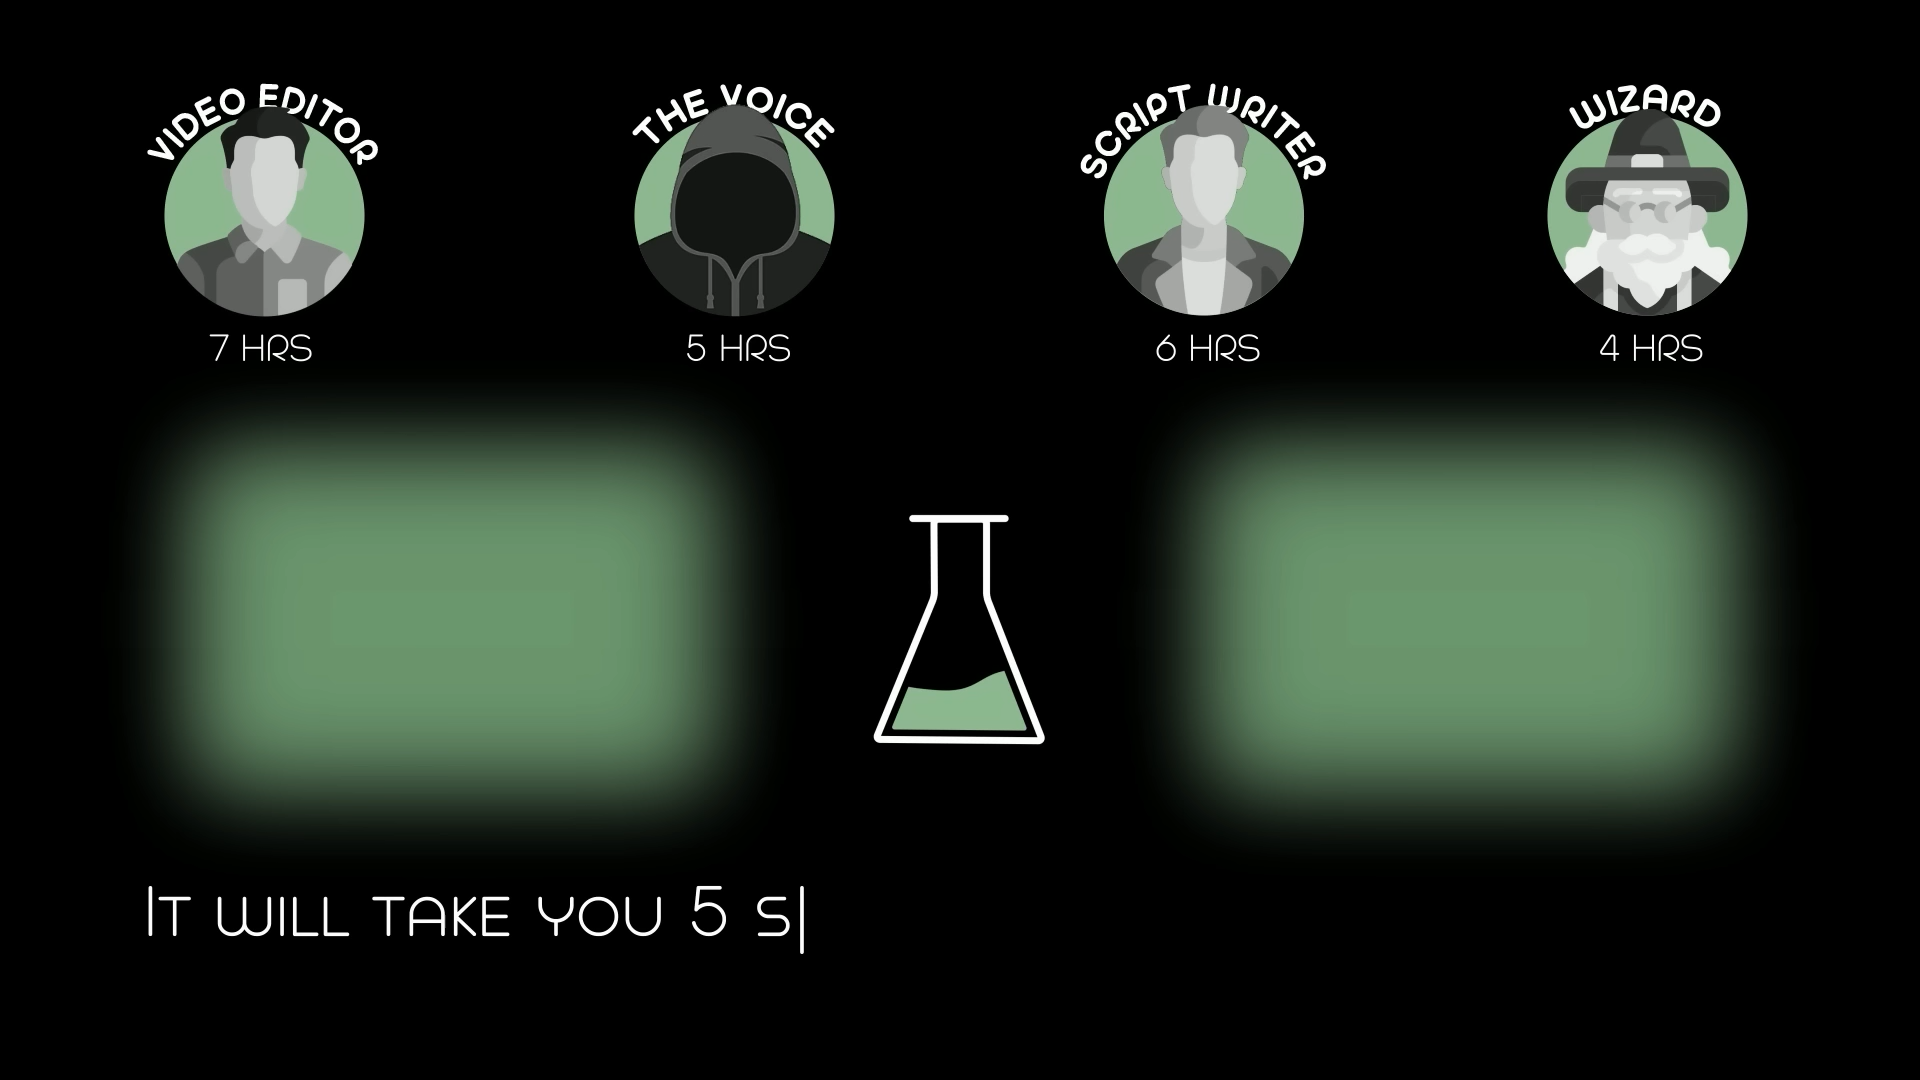 VIDEO EDITOR
THE VOICE
SCRIPT WRITER
WIZARD
7 HRS
5 HRS
6 HRS
4 HRS
IT WILL TAKE YOU 5 S